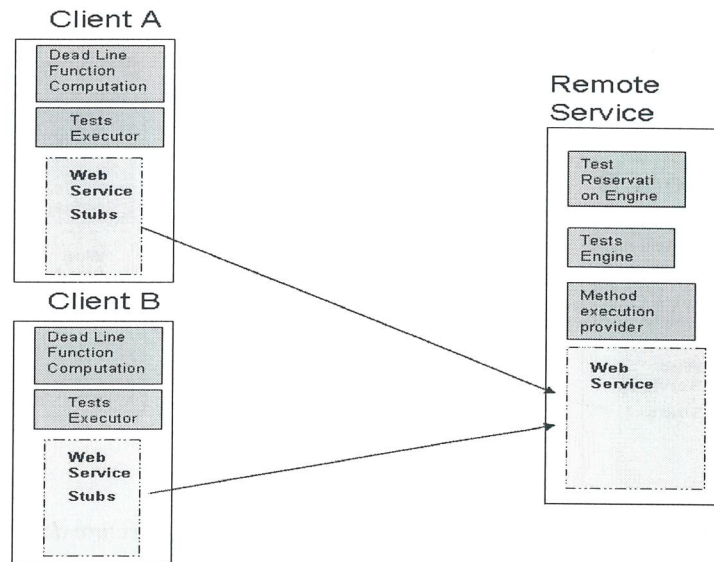 Client A
Dead Line
Function
Computation
Tests
Executor
Web
Service
Stubs
Client B
Dead Line
Function
Computation
Tests
Executor
Web
Service
Stubs
Remote
Service
Test
Reservati
on Engine
Tests
Engine
Method
execution
provider
Web
Service